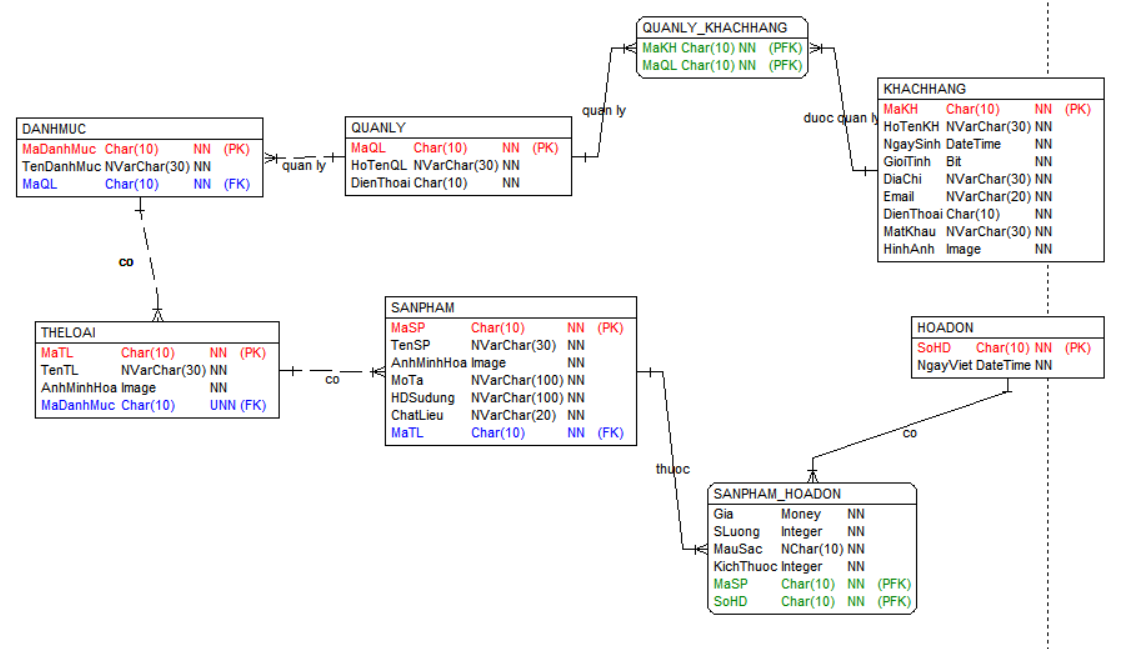 QUANLY_KHACHHANG
MaKH Char(10) NN (PFK)
MaQL Char(10) NN (PFK)
quan ly
duoc quan ly
KHACHHANG
MaKH Char(10) NN (PK)
HoTenKH NVarChar(30) NN
NgaySinh DateTime NN
GioiTinh Bit NN
DiaChi NVarChar(30) NN
Email NVarChar(20) NN
DienThoai Char(10) NN
MatKhau NVarChar(30) NN
HinhAnh Image NN
DANHMUC
MaDanhMuc Char(10) NN (PK)
TenDanhMuc NVarChar(30) NN
MaQL Char(10) NN (FK)
quan ly
QUANLY
MaQL Char(10) NN (PK)
HoTenQL NVarChar(30) NN
DienThoai Char(10) NN
co
THELOAI
MaTL Char(10) NN (PK)
TenTL NVarChar(30) NN
AnhMinhHoa Image NN
MaDanhMuc Char(10) UNN (FK)
co
SANPHAM
MaSP Char(10) NN (PK)
TenSP NVarChar(30) NN
AnhMinhHoa Image NN
MoTa NVarChar(100) NN
HDSudung NVarChar(100) NN
ChatLieu NVarChar(20) NN
MaTL Char(10) NN (FK)
HOADON
SoHD Char(10) NN (PK)
NgayViet DateTime NN
co
thuoc
SANPHAM_HOADON
Gia Money NN
SLuong Integer NN
MauSac NChar(10) NN
KichThuoc Integer NN
MaSP Char(10) NN (PFK)
SoHD Char(10) NN (PFK)